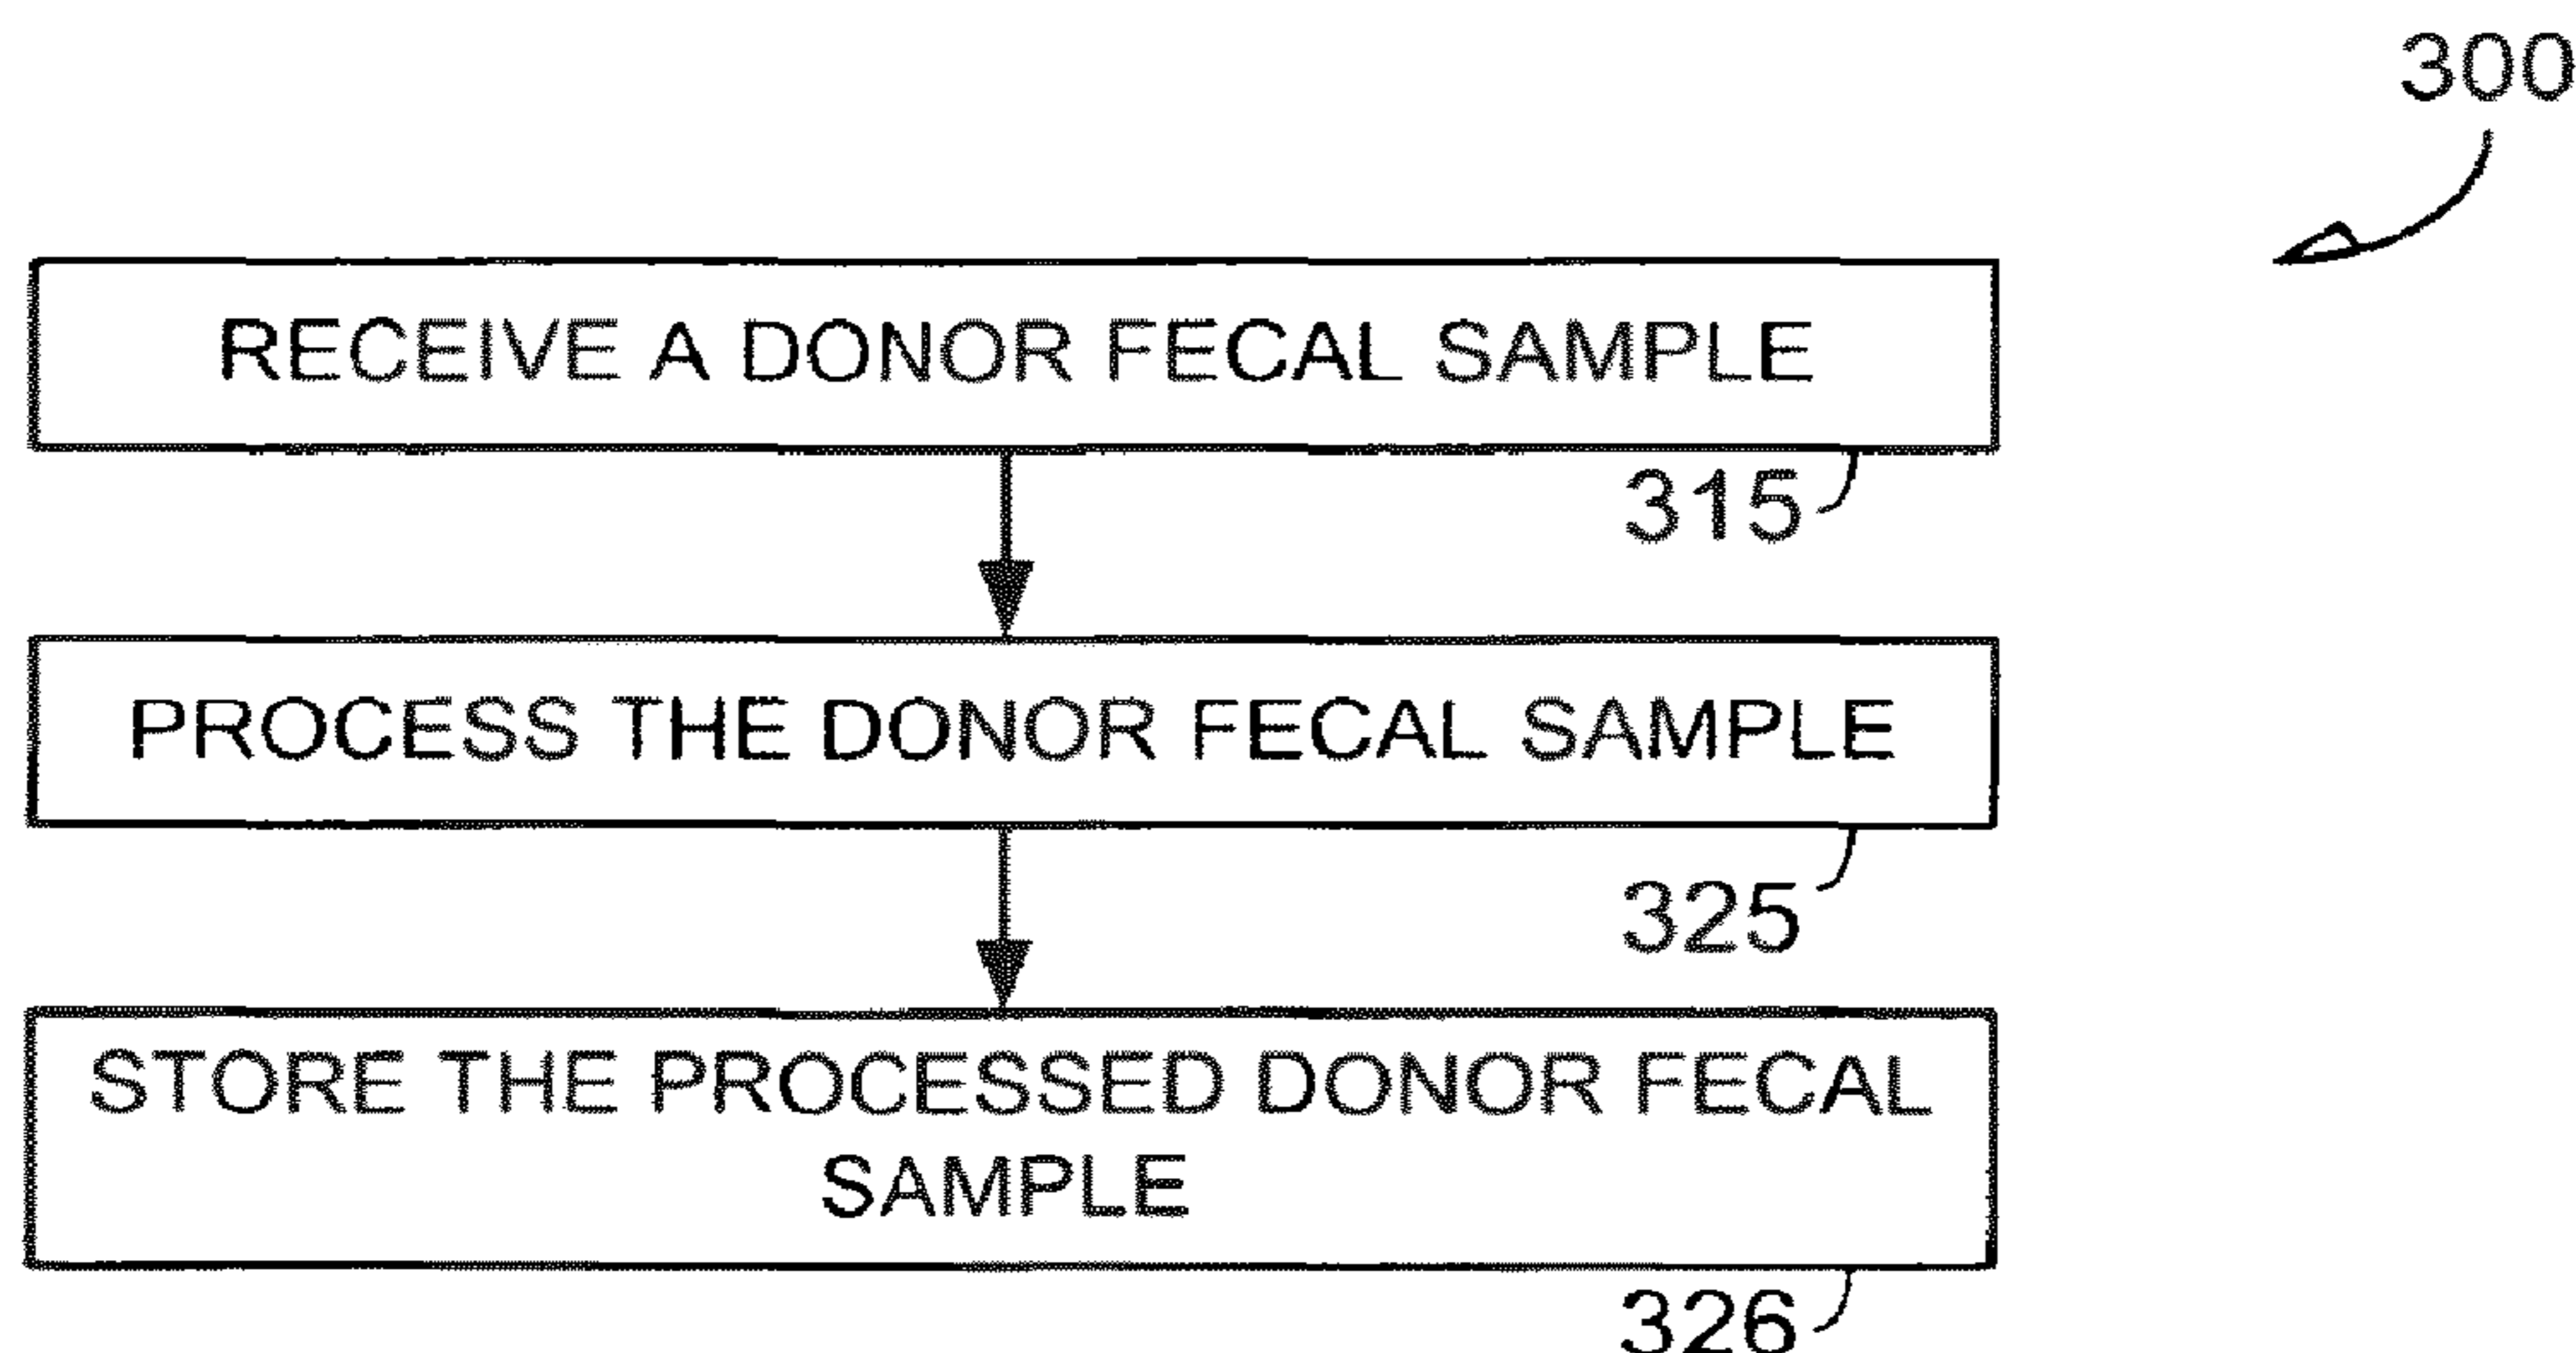 300
RECEIVE A DONOR FECAL SAMPLE
315
PROCESS THE DONOR FECAL SAMPLE
325
STORE THE PROCESSED DONOR FECAL
SAMPLE
326